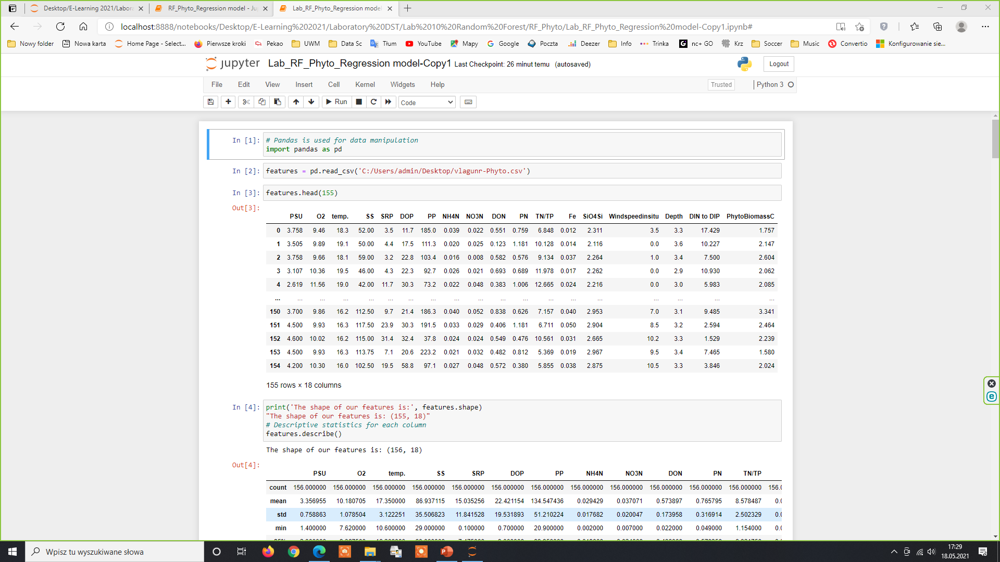 Desktop/E-Learning 2021/Labora
RF_Phyto_Regression model - Ju
Lab_RF_Phyto_Regression model
localhost:8888/notebooks/Desktop/E-Learning%202021/Laboratory%20DST/Lab%2010%20Random%20Forest/RF_Phyto/Lab_RF_Phyto_Regression%20model-Copy1.ipynb#
Nowy folder Nowa karta Home Page - Select... Pierwsze kroki Pekao UWM Data Sc Tłum YouTube Mapy Google Poczta Deezer Info Trinka nc+ GO Krz Soccer Music Convertio Konfigurowanie sie...
jupyter Lab_RF_Phyto_Regression model-Copy1 Last Checkpoint: 26 minut temu (autosaved) Logout
File Edit View Insert Cell Kernel Widgets Help Trusted Python 3
Run Code
In [1]: # Pandas is used for data manipulation
import pandas as pd
In [2]: features = pd.read_csv('C:/Users/admin/Desktop/vlagunr-Phyto.csv')
In [3]: features.head(155)
Out[3]:
PSU O2 temp. SS SRP DOP PP NH4N NO3N DON PN TN/TP Fe SiO4Si Windspeedinsitu Depth DIN to DIP PhytoBiomassC
0 3.758 9.46 18.3 52.00 3.5 11.7 185.0 0.039 0.022 0.551 0.759 6.848 0.012 2.311 3.5 3.3 17.429 1.757
1 3.505 9.89 19.1 50.00 4.4 17.5 111.3 0.020 0.025 0.123 1.181 10.128 0.014 2.116 0.0 3.6 10.227 2.147
2 3.758 9.66 18.1 59.00 3.2 22.8 103.4 0.016 0.008 0.582 0.576 9.134 0.037 2.264 1.0 3.4 7.500 2.604
3 3.107 10.36 19.5 46.00 4.3 22.3 92.7 0.026 0.021 0.693 0.689 11.978 0.017 2.262 0.0 2.9 10.930 2.062
4 2.619 11.56 19.0 42.00 11.7 30.3 73.2 0.022 0.048 0.383 1.006 12.665 0.024 2.216 0.0 3.0 5.983 2.085
... ... ... ... ... ... ... ... ... ... ... ... ... ... ... ... ... ... ...
150 3.700 9.86 16.2 112.50 9.7 21.4 186.3 0.040 0.052 0.838 0.626 7.157 0.040 2.953 7.0 3.1 9.485 3.341
151 4.500 9.93 16.3 117.50 23.9 30.3 191.5 0.033 0.029 0.406 1.181 6.711 0.050 2.904 8.5 3.2 2.594 2.464
152 4.600 10.02 16.2 115.00 31.4 32.4 37.8 0.024 0.024 0.549 0.476 10.561 0.031 2.665 10.2 3.3 1.529 2.239
153 4.500 9.93 16.3 113.75 7.1 20.6 223.2 0.021 0.032 0.482 0.812 5.369 0.019 2.967 9.5 3.4 7.465 1.580
154 4.200 10.30 16.0 102.50 19.5 58.8 97.1 0.027 0.048 0.572 0.380 5.855 0.038 2.875 10.5 3.3 3.846 2.024
155 rows × 18 columns
In [4]: print('The shape of our features is:', features.shape)
"The shape of our features is: (155, 18)"
# Descriptive statistics for each column
features.describe()
The shape of our features is: (156, 18)
Out[4]:
PSU O2 temp. SS SRP DOP PP NH4N NO3N DON PN TN/TP
count 156.000000 156.000000 156.000000 156.000000 156.000000 156.000000 156.000000 156.000000 156.000000 156.000000 156.000000 156.000000 156.0
mean 3.356955 10.180705 17.350000 86.937115 15.035256 22.421154 134.547436 0.029429 0.037071 0.573897 0.765795 8.578487 0.0
std 0.758863 1.078504 3.122251 35.506823 11.841528 19.531893 51.210224 0.017682 0.020047 0.173958 0.316914 2.502329 0.0
min 1.400000 7.620000 10.600000 29.000000 0.100000 0.700000 20.900000 0.002000 0.007000 0.022000 0.049000 1.154000 0.0
Wpisz tu wyszukiwane słowa
17:29
18.05.2021